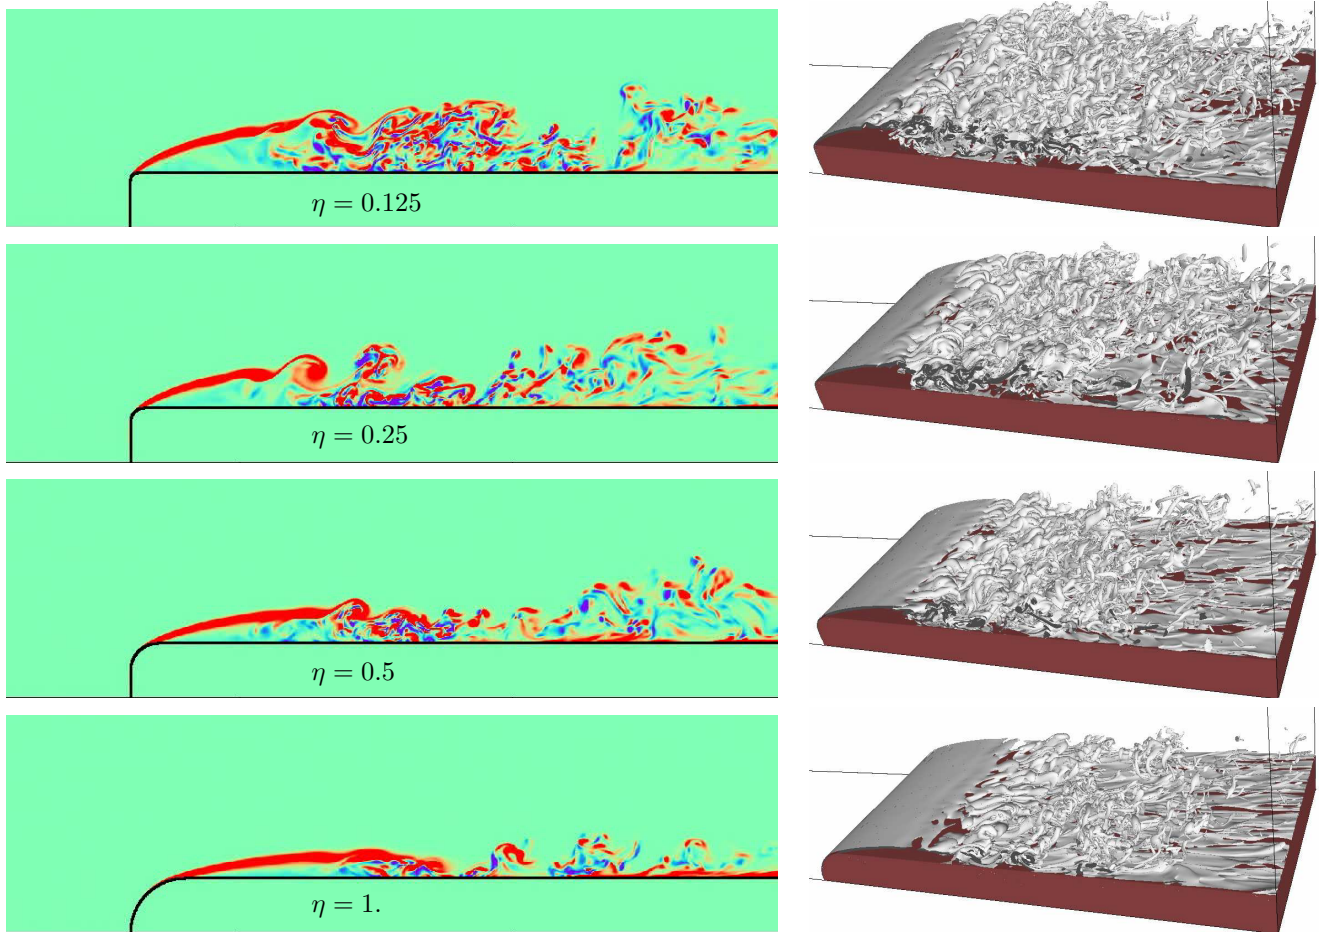 η = 0.125
η = 0.25
η = 0.5
η = 1.